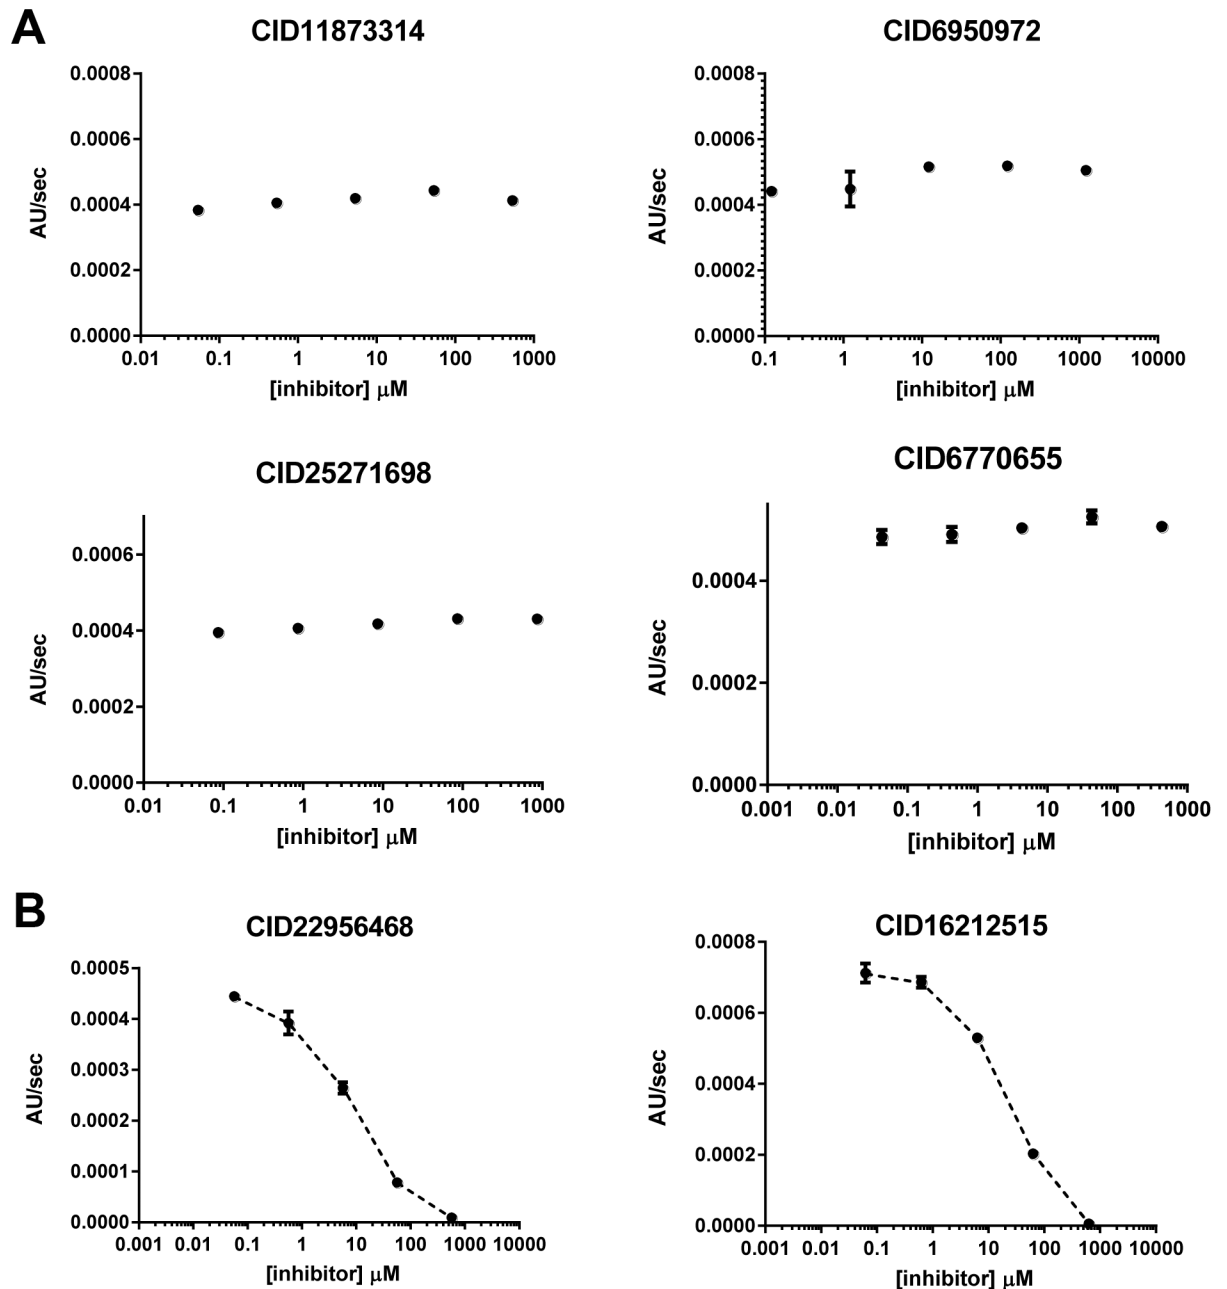 A
CID11873314
0.0008
0.0006
0.0004
0.0002
0.0000
AU/sec
0.01 0.1 1 10 100 1000
[inhibitor] μM
CID6950972
0.0008
0.0006
0.0004
0.0002
0.0000
AU/sec
0.1 1 10 100 1000 10000
[inhibitor] μM
CID25271698
0.0006
0.0004
0.0002
0.0000
AU/sec
0.01 0.1 1 10 100 1000
[inhibitor] μM
CID6770655
0.0004
0.0002
0.0000
AU/sec
0.001 0.01 0.1 1 10 100 1000
[inhibitor] μM
B
CID22956468
0.0005
0.0004
0.0003
0.0002
0.0001
0.0000
AU/sec
0.001 0.01 0.1 1 10 100 1000 10000
[inhibitor] μM
CID16212515
0.0008
0.0006
0.0004
0.0002
0.0000
AU/sec
0.001 0.01 0.1 1 10 100 1000 10000
[inhibitor] μM